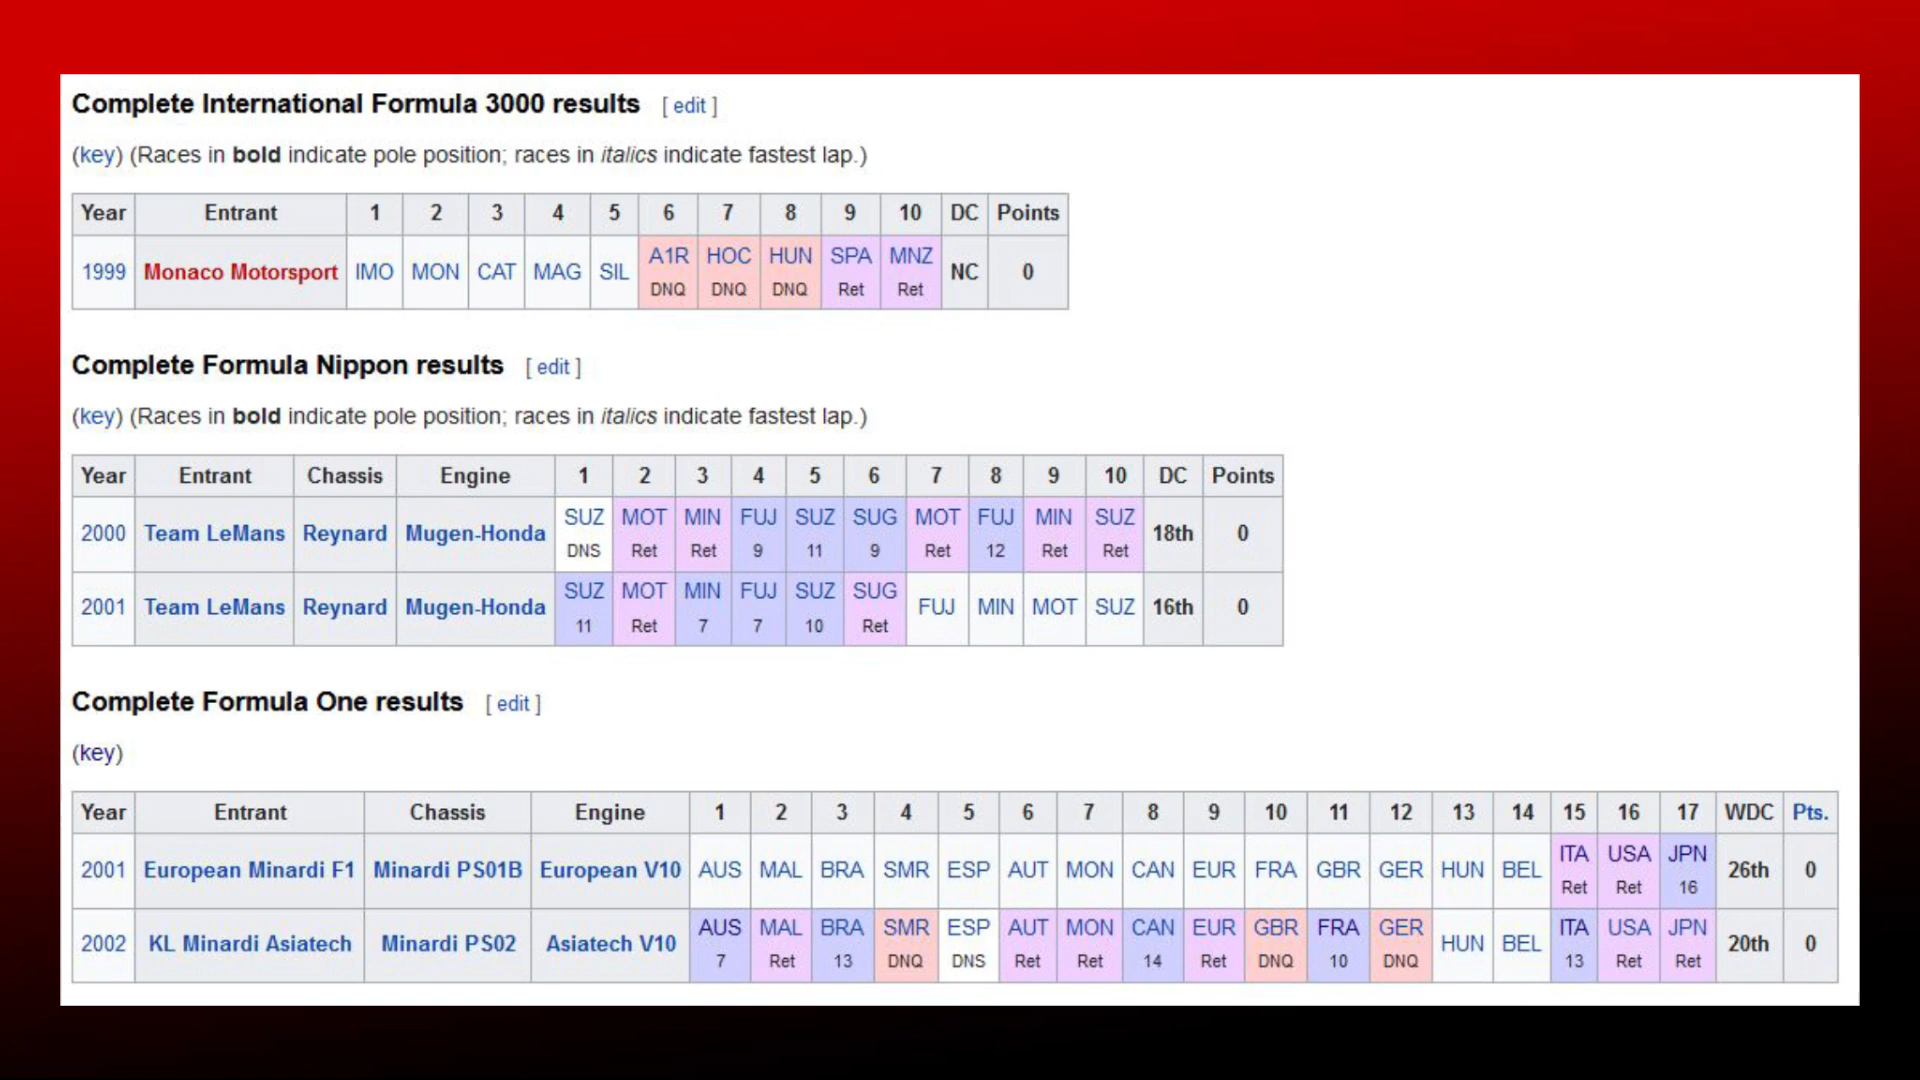 Complete International Formula 3000 results [ edit ]
(key) (Races in bold indicate pole position; races in italics indicate fastest lap.)
Year Entrant 1 2 3 4 5 6 7 8 9 10 DC Points
1999 Monaco Motorsport IMO MON CAT MAG SIL A1R DNQ HOC DNQ HUN DNQ SPA Ret MNZ Ret NC 0
Complete Formula Nippon results [ edit ]
(key) (Races in bold indicate pole position; races in italics indicate fastest lap.)
Year Entrant Chassis Engine 1 2 3 4 5 6 7 8 9 10 DC Points
2000 Team LeMans Reynard Mugen-Honda SUZ DNS MOT Ret MIN Ret FUJ 9 SUZ 11 SUG 9 MOT Ret FUJ 12 MIN Ret SUZ Ret 18th 0
2001 Team LeMans Reynard Mugen-Honda SUZ 11 MOT Ret MIN 7 FUJ 7 SUZ 10 SUG Ret FUJ MIN MOT SUZ 16th 0
Complete Formula One results [ edit ]
(key)
Year Entrant Chassis Engine 1 2 3 4 5 6 7 8 9 10 11 12 13 14 15 16 17 WDC Pts.
2001 European Minardi F1 Minardi PS01B European V10 AUS MAL BRA SMR ESP AUT MON CAN EUR FRA GBR GER HUN BEL ITA Ret USA Ret JPN 16 26th 0
2002 KL Minardi Asiatech Minardi PS02 Asiatech V10 AUS 7 MAL Ret BRA 13 SMR DNQ ESP DNS AUT Ret MON Ret CAN 14 EUR Ret GBR DNQ FRA 10 GER DNQ HUN BEL ITA 13 USA Ret JPN Ret 20th 0